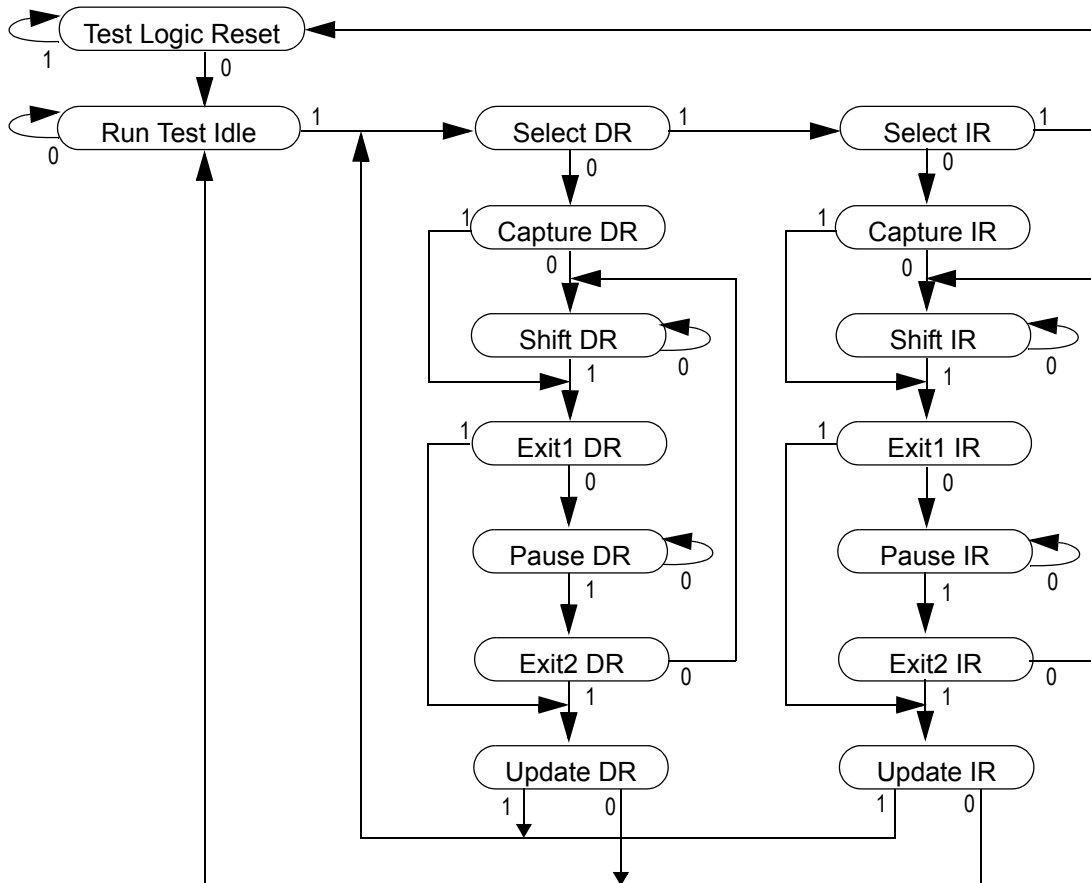 Test Logic Reset
1
0
Run Test Idle
1
0
Select DR
1
0
Select IR
1
0
1
Capture DR
0
1
Capture IR
0
Shift DR
0
1
Shift IR
0
1
1
Exit1 DR
0
1
Exit1 IR
0
Pause DR
0
1
Pause IR
0
1
Exit2 DR
0
1
Exit2 IR
0
1
Update DR
1
0
Update IR
1
0